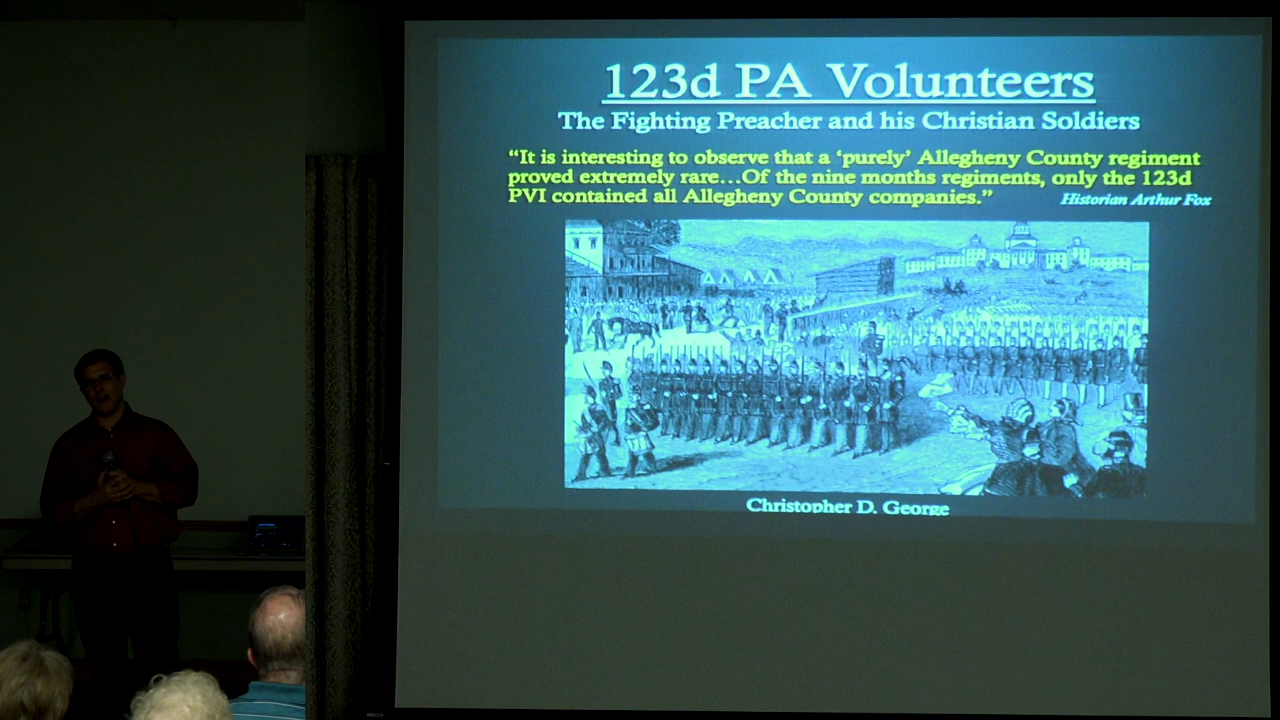 123d PA Volunteers
The Fighting Preacher and his Christian Soldiers
“It is interesting to observe that a ‘purely’ Allegheny County regiment
proved extremely rare…Of the nine months regiments, only the 123d
PVI contained all Allegheny County companies.”
Historian Arthur Fox
Christopher D. George